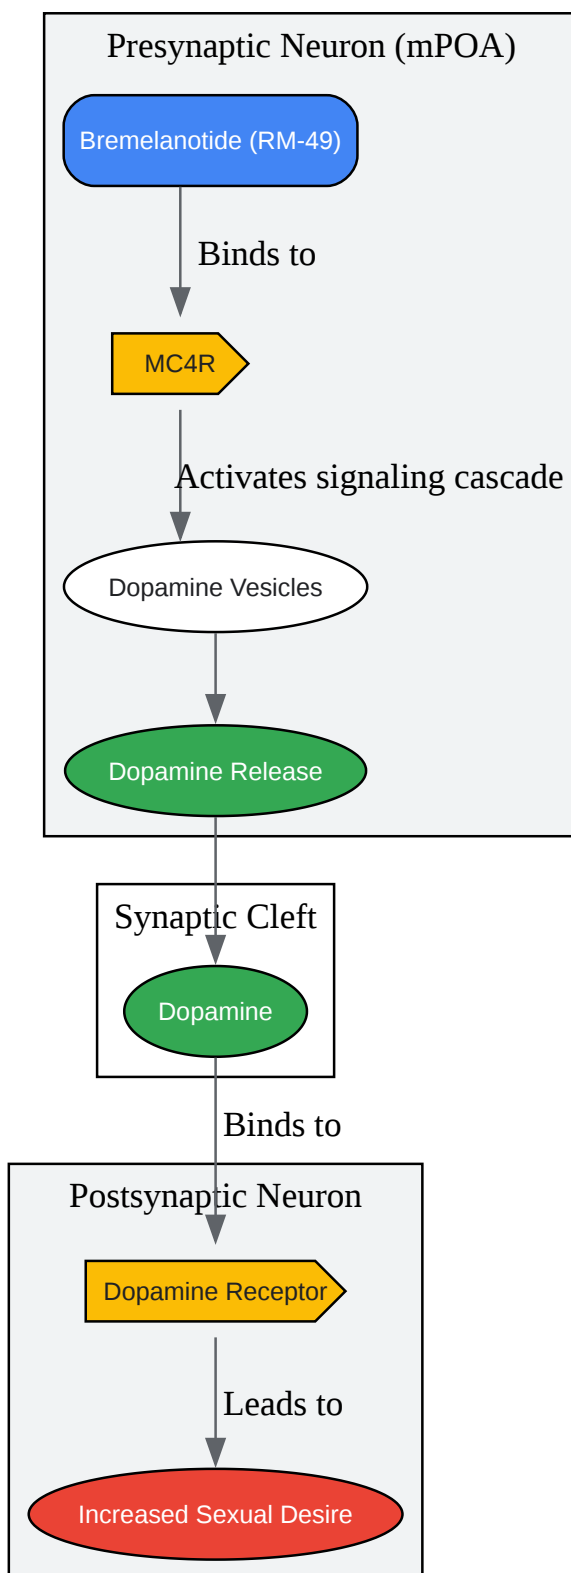 Presynaptic Neuron (mPOA)
Bremelanotide (RM-49)
Binds to
MC4R
Activates signaling cascade
Dopamine Vesicles
Dopamine Release
Synaptic Cleft
Dopamine
Binds to
Postsynaptic Neuron
Dopamine Receptor
Leads to
Increased Sexual Desire